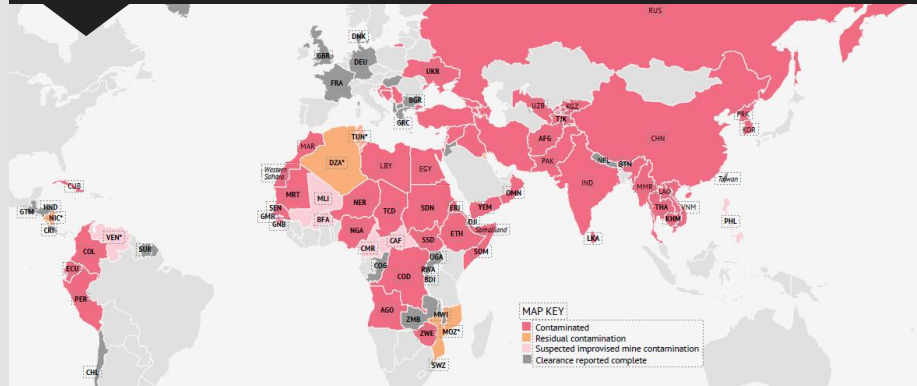 RUS
DNK
GBR
DEU
UKR
FRA
BGR
UZB
KGZ
PRK
GRC
TJK
KOR
TUN*
AFG
CHN
MAR
DZA*
LBY
EGY
PAK
NPL
BTN
Western
Sahara
IND
MMR
LAO
Taiwan
CUB
MRT
MLI
NER
OMN
VNM
HND
SEN
TCD
SDN
ERI
YEM
THA
GTM
NIC*
GMB
BFA
DJI
KHM
PHL
CRI
GNB
Somaliland
VEN*
NGA
CAF
SSD
ETH
LKA
COL
SUR
CMR
SOM
ECU
COG
UGA
COD
RWA
BDI
PER
AGO
MWI
ZMB
MOZ*
ZWE
SWZ
CHL
MAP KEY
Contaminated
Residual contamination
Suspected improvised mine contamination
Clearance reported complete